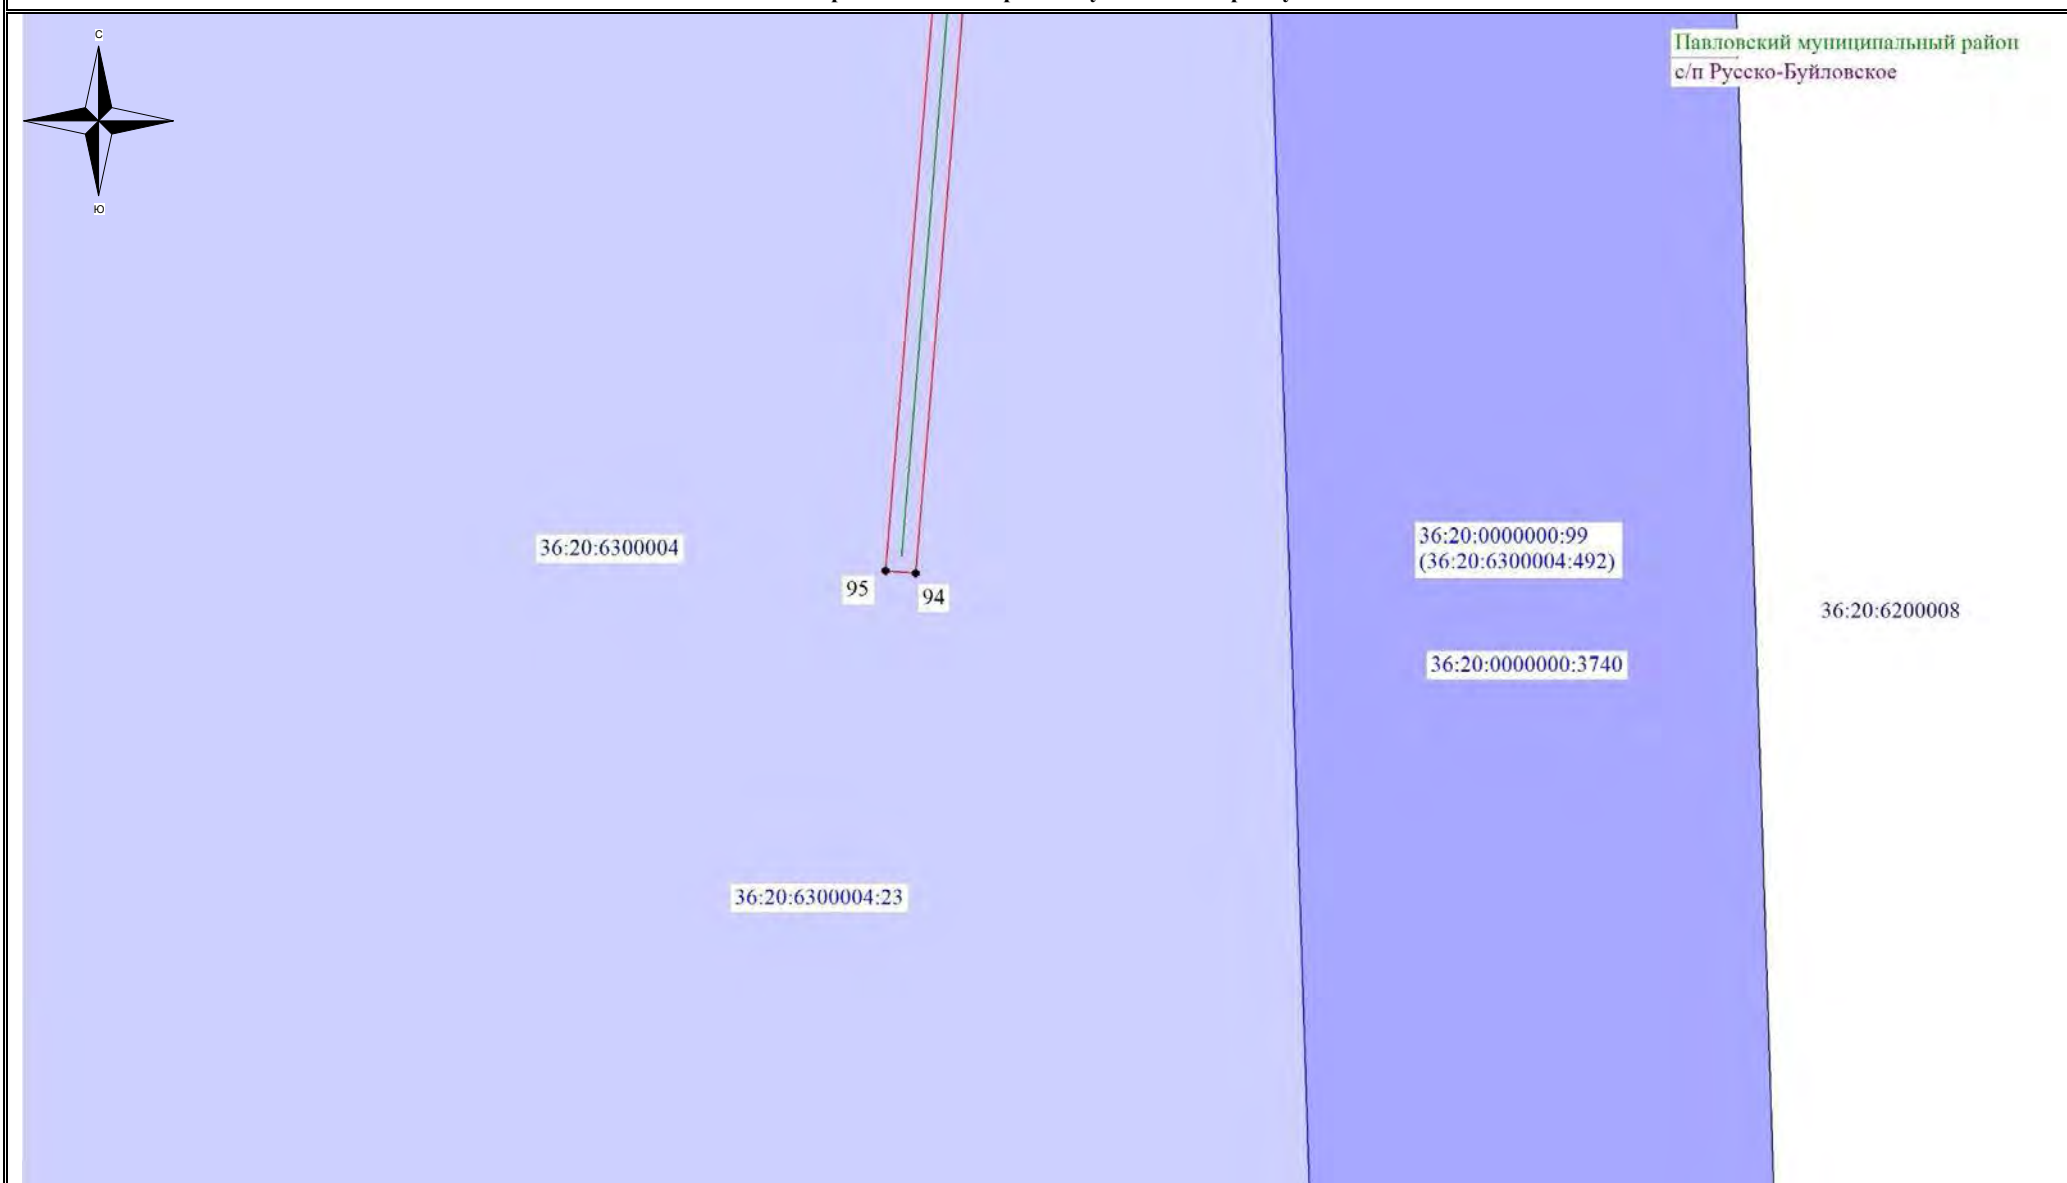 С
Ю
Павловский муниципальный район
с/п Русско-Буйловское
36:20:6300004
95
94
36:20:0000000:99
(36:20:6300004:492)
36:20:6200008
36:20:0000000:3740
36:20:6300004:23